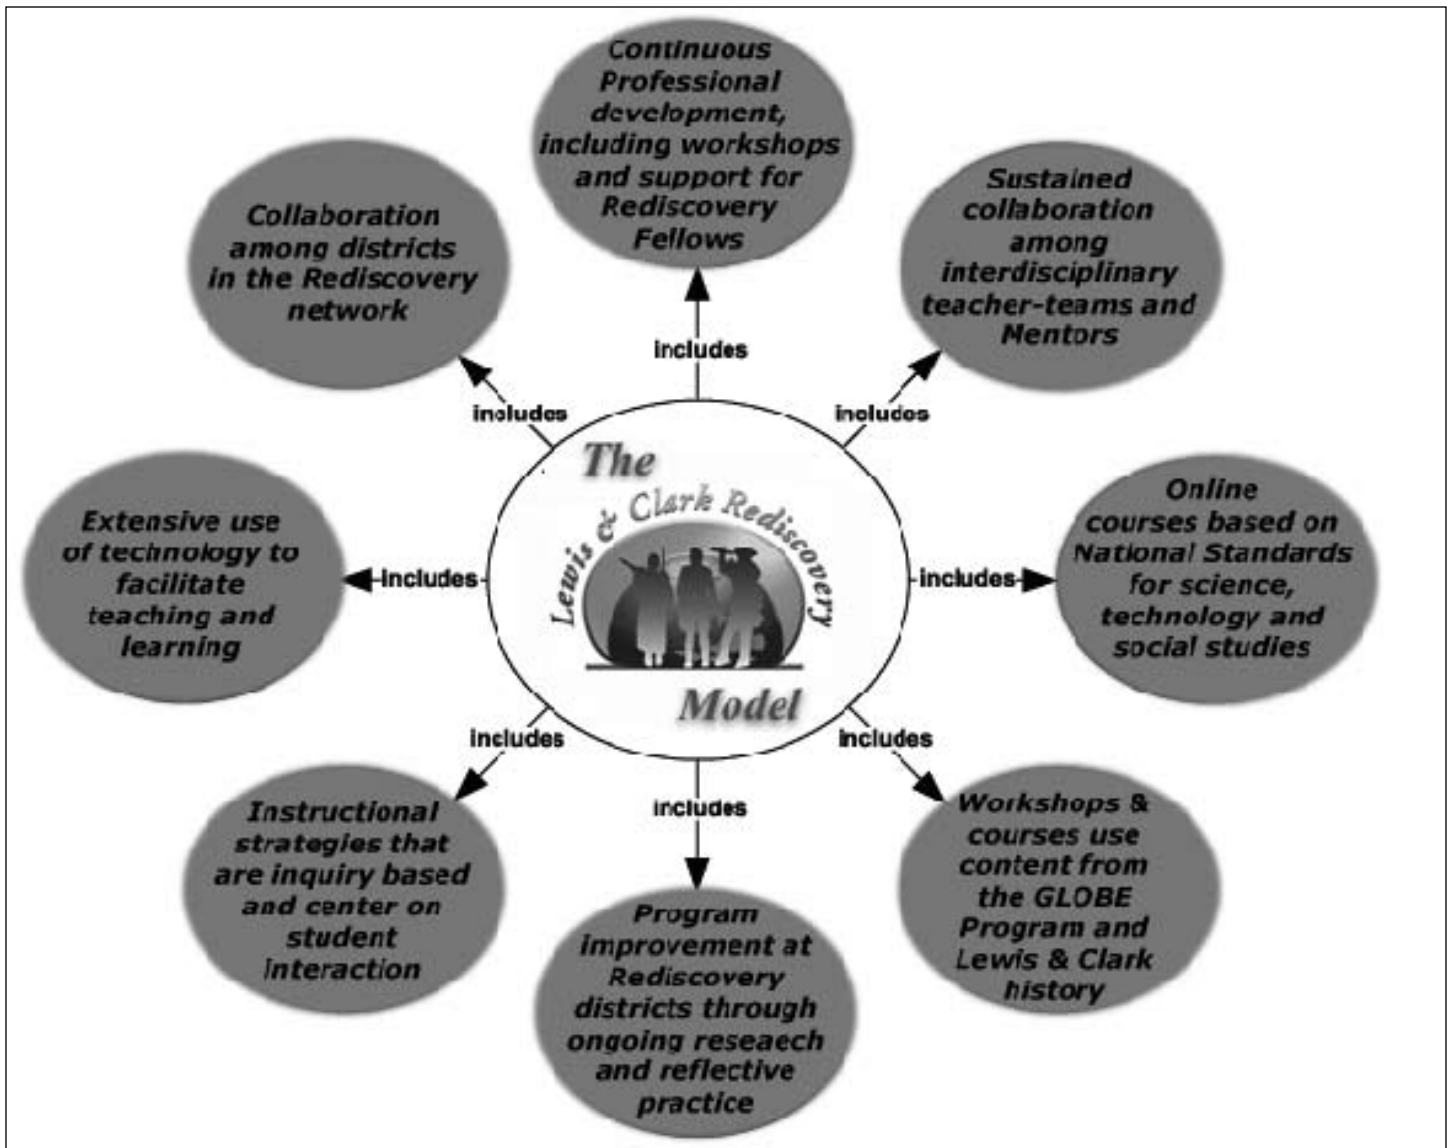 Continuous
Professional
development,
including workshops
and support for
Rediscovery
Fellows
Sustained
collaboration
among
interdisciplinary
teacher-teams and
Mentors
Collaboration
among districts
in the Rediscovery
network
includes
includes
includes
The
Lewis & Clark Rediscovery
Model
Extensive use
of technology to
facilitate
teaching and
learning
includes
includes
Online
courses based on
National Standards
for science,
technology and
social studies
includes
includes
includes
Instructional
strategies that
are inquiry based
and center on
student
interaction
Program
improvement at
Rediscovery
districts through
ongoing reseaech
and reflective
practice
Workshops &
courses use
content from
the GLOBE
Program and
Lewis & Clark
history